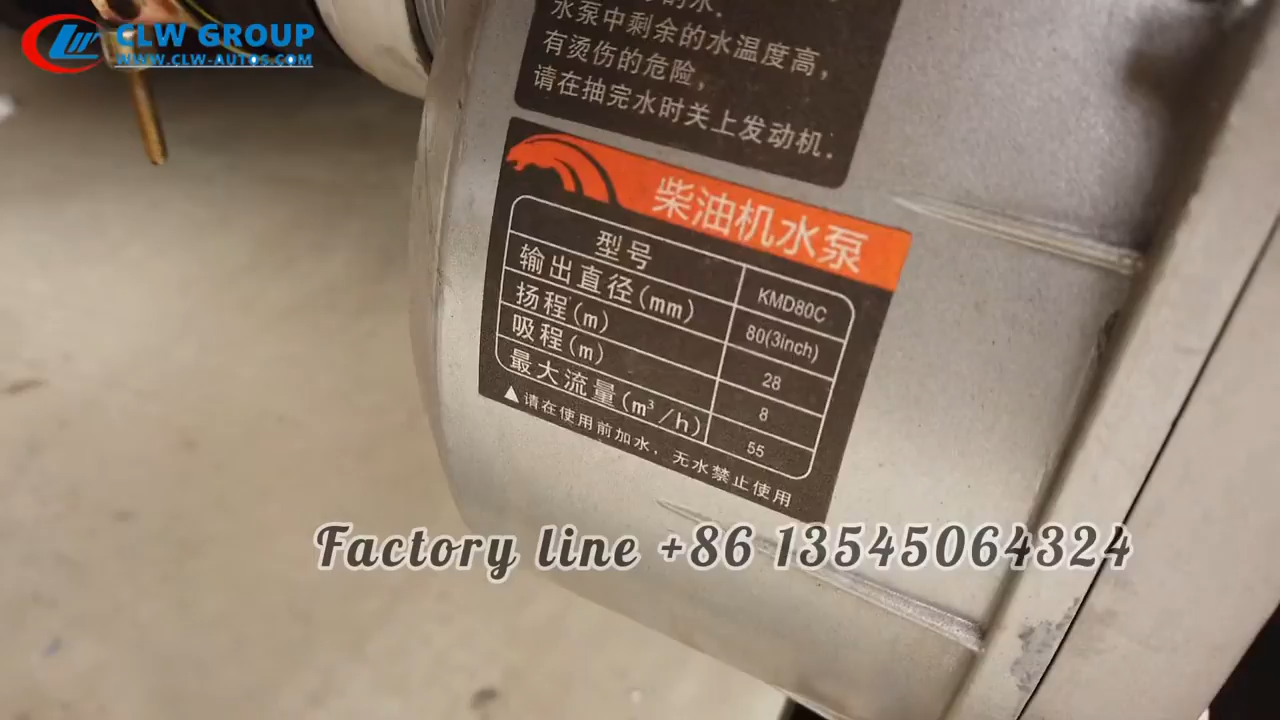 CLW GROUP
WWW.CLW-AUTOS.COM
的水.
水泵中剩余的水温度高，
有烫伤的危险，
请在抽完水时关上发动机.
柴油机水泵
型号 KMD80C
输出直径(mm) 80(3inch)
扬程(m) 28
吸程(m) 8
最大流量(m³/h) 55
▲请在使用前加水，无水禁止使用
Factory line +86 13545064324